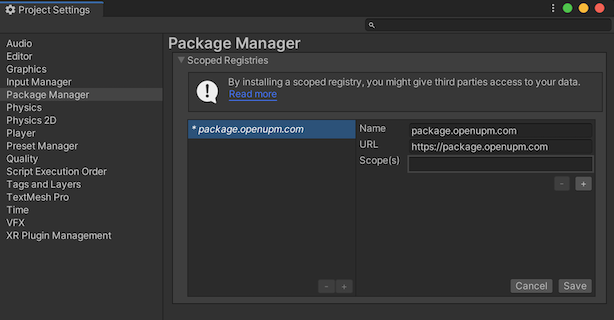 Project Settings
Audio
Editor
Graphics
Input Manager
Package Manager
Physics
Physics 2D
Player
Preset Manager
Quality
Script Execution Order
Tags and Layers
TextMesh Pro
Time
VFX
XR Plugin Management
Package Manager
Scoped Registries
By installing a scoped registry, you might give third parties access to your data.
Read more
* package.openupm.com
Name package.openupm.com
URL https://package.openupm.com
Scope(s)
- +
- +
Cancel Save